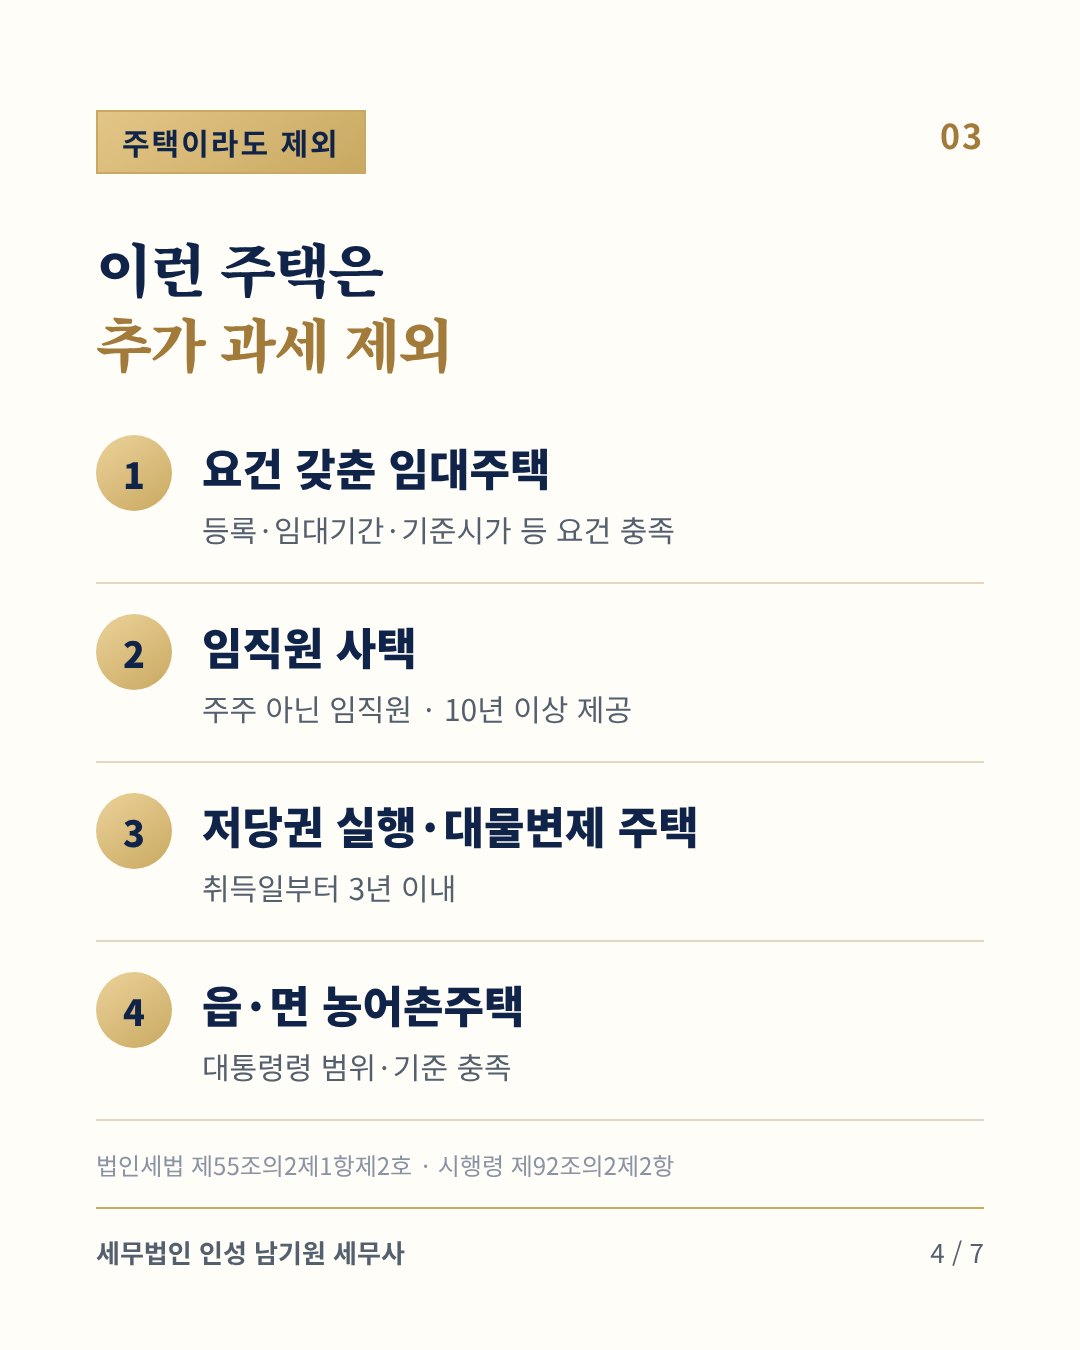 주택이라도 제외
03
이런 주택은
추가 과세 제외
1
요건 갖춘 임대주택
등록·임대기간·기준시가 등 요건 충족
2
임직원 사택
주주 아닌 임직원 · 10년 이상 제공
3
저당권 실행·대물변제 주택
취득일부터 3년 이내
4
읍·면 농어촌주택
대통령령 범위·기준 충족
법인세법 제55조의2제1항제2호 · 시행령 제92조의2제2항
세무법인 인성 남기원 세무사
4 / 7